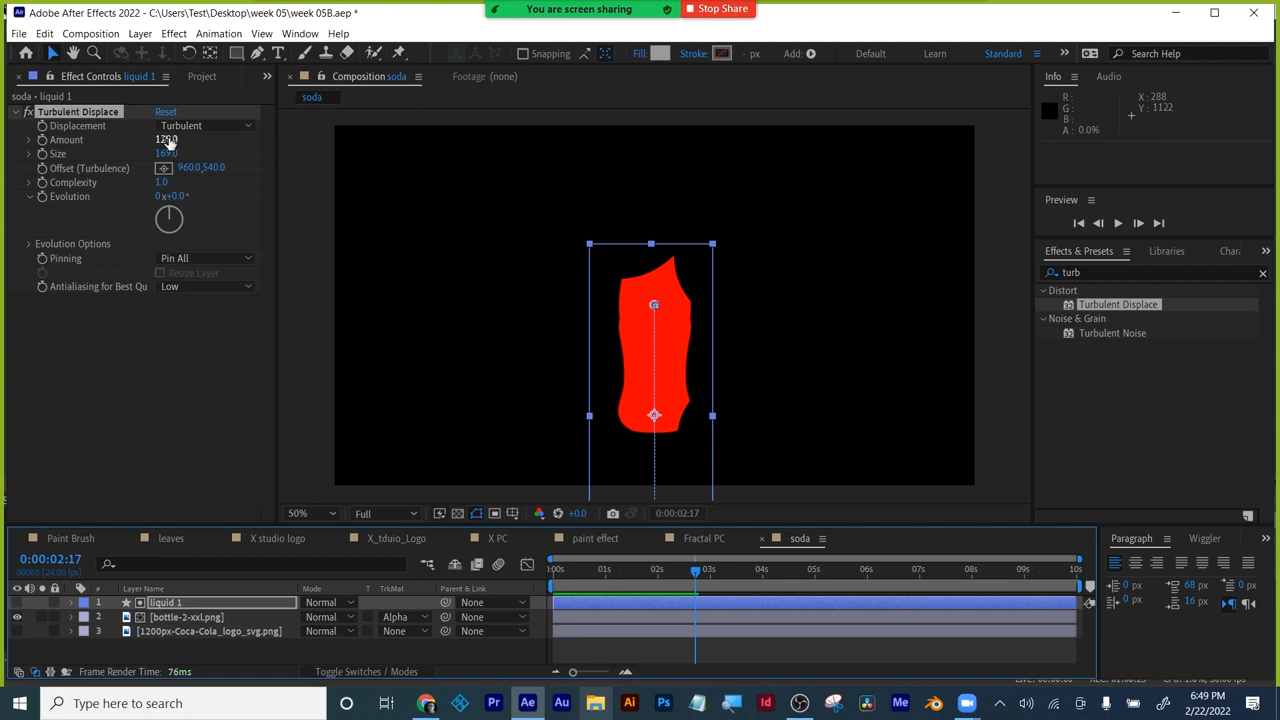 You are screen sharing
Stop Share
Adobe After Effects 2022 - C:\Users\Test\Desktop\week 05\week 05B.aep *
File Edit Composition Layer Effect Animation View Window Help
Snapping Fill: Stroke: - px Add: Default Learn Standard Search Help
Effect Controls liquid 1 Project Composition soda Footage (none) Info Audio
soda • liquid 1 soda
fx Turbulent Displace Reset
Displacement Turbulent
Amount
Size 169.0
Offset (Turbulence) 960.0,540.0
Complexity 1.0
Evolution 0 x+0.0°
Evolution Options
Pinning Pin All
Resize Layer
Antialiasing for Best Qu Low
R:
G:
B:
A: 0.0%
X: 288
Y: 1122
Preview
Effects & Presets Libraries Chara
turb
Distort
Turbulent Displace
Noise & Grain
Turbulent Noise
50% Full +0.0 0:00:02:17
Paint Brush leaves X studio logo X_tduio_Logo X PC paint effect Fractal PC soda
Paragraph Wiggler
0:00:02:17
00065 (24.00 fps)
:00s 01s 02s 03s 04s 05s 06s 07s 08s 09s 10s
# Layer Name Mode T TrkMat Parent & Link
1 liquid 1 Normal None
2 [bottle-2-xxl.png] Normal Alpha None
3 [1200px-Coca-Cola_logo_svg.png] Normal None None
0 px 68 px 0 px
0 px 16 px
Frame Render Time: 76ms Toggle Switches / Modes
Type here to search
6:49 PM
2/22/2022